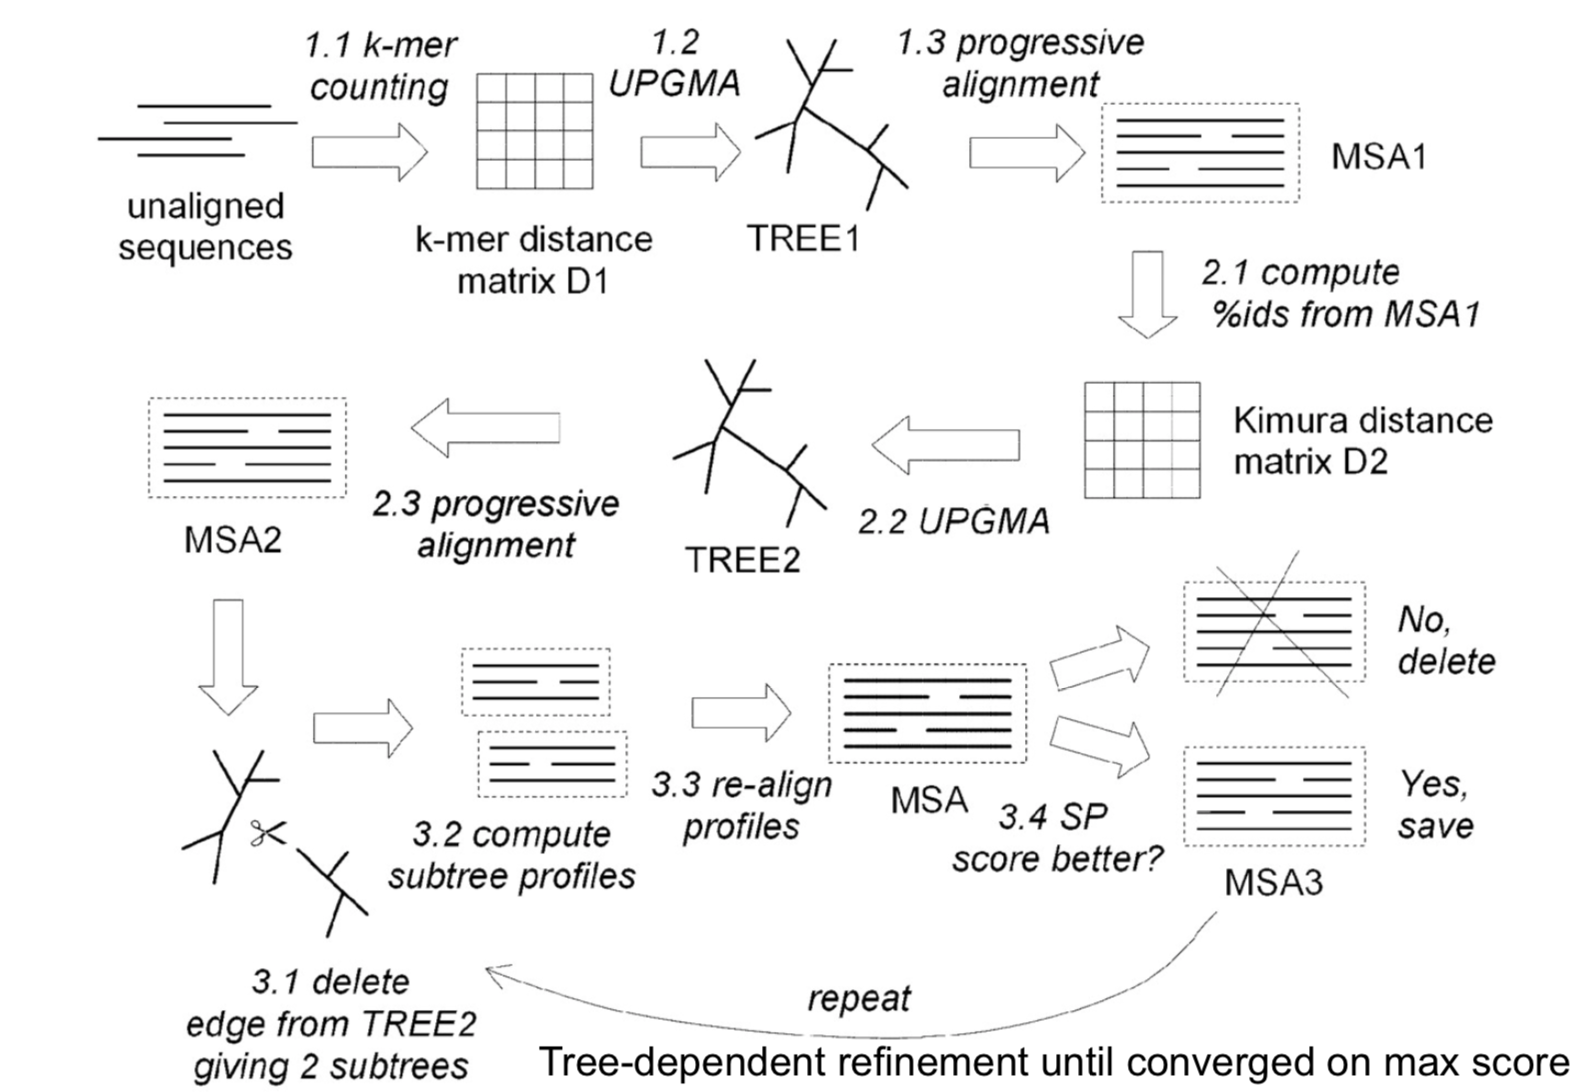 1.1 k-mer
counting
1.2
UPGMA
1.3 progressive
alignment
unaligned
sequences
k-mer distance
matrix D1
TREE1
MSA1
2.1 compute
%ids from MSA1
Kimura distance
matrix D2
2.2 UPGMA
TREE2
2.3 progressive
alignment
MSA2
3.1 delete
edge from TREE2
giving 2 subtrees
3.2 compute
subtree profiles
3.3 re-align
profiles
MSA
3.4 SP
score better?
No,
delete
Yes,
save
MSA3
repeat
Tree-dependent refinement until converged on max score